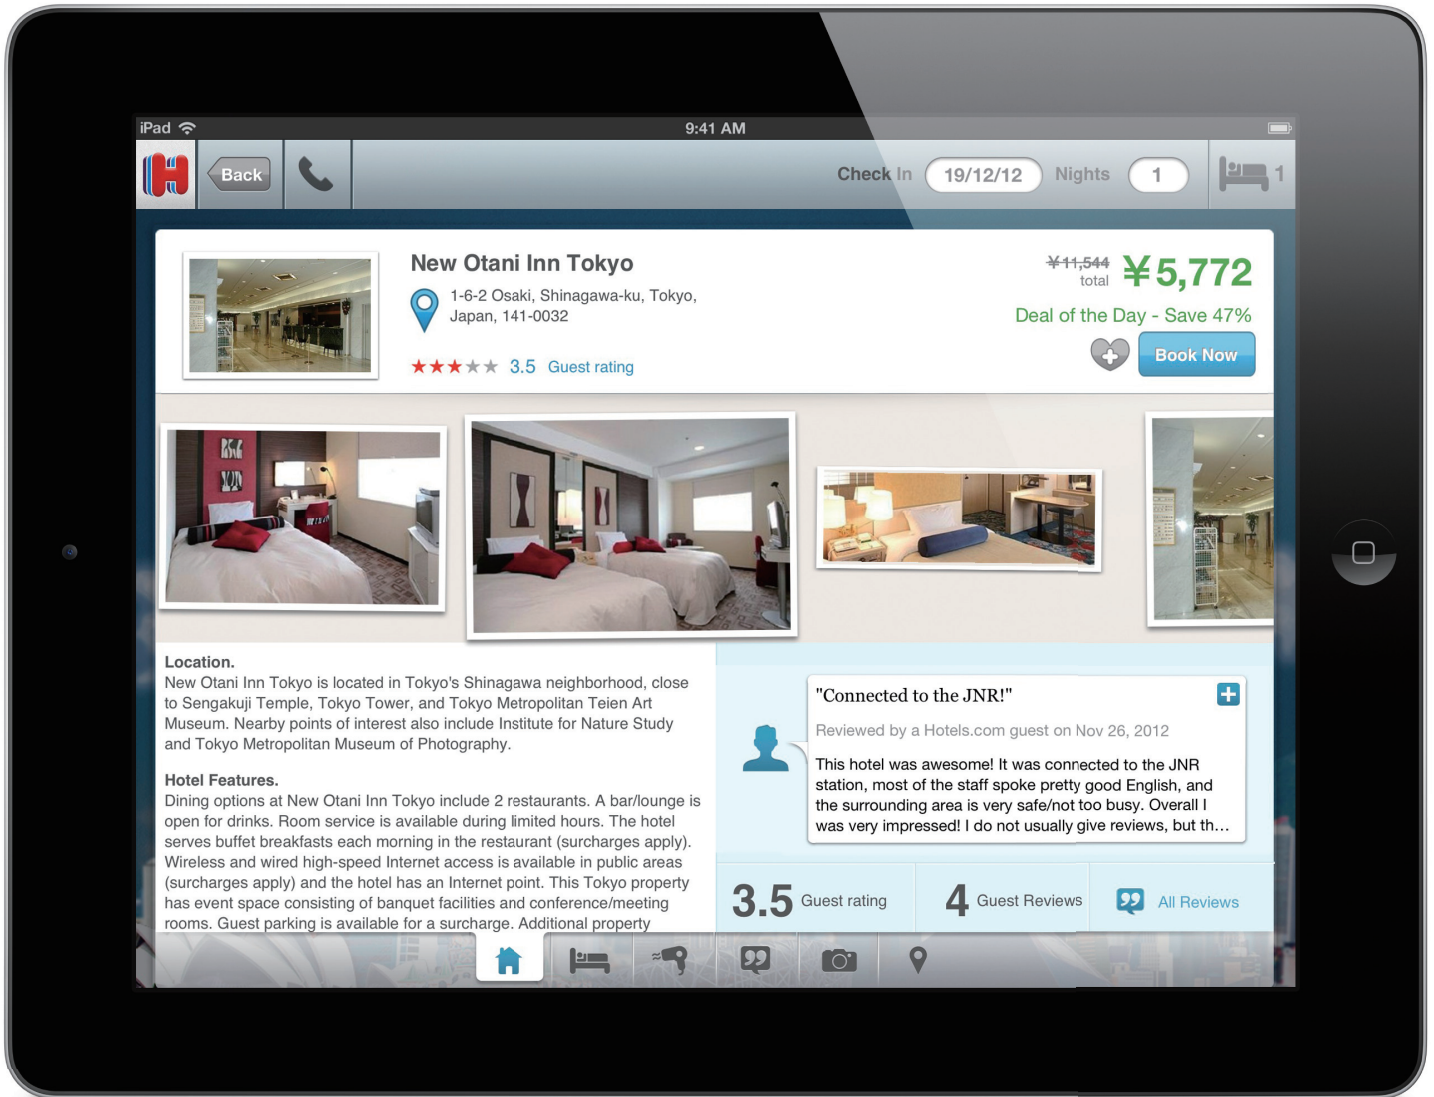 iPad
9:41 AM
H
Back
Check In
19/12/12
Nights
1
1
New Otani Inn Tokyo
1-6-2 Osaki, Shinagawa-ku, Tokyo,
Japan, 141-0032
3.5 Guest rating
¥11,544
total
¥5,772
Deal of the Day - Save 47%
Book Now
Location.
New Otani Inn Tokyo is located in Tokyo's Shinagawa neighborhood, close
to Sengakuji Temple, Tokyo Tower, and Tokyo Metropolitan Teien Art
Museum. Nearby points of interest also include Institute for Nature Study
and Tokyo Metropolitan Museum of Photography.
Hotel Features.
Dining options at New Otani Inn Tokyo include 2 restaurants. A bar/lounge is
open for drinks. Room service is available during limited hours. The hotel
serves buffet breakfasts each morning in the restaurant (surcharges apply).
Wireless and wired high-speed Internet access is available in public areas
(surcharges apply) and the hotel has an Internet point. This Tokyo property
has event space consisting of banquet facilities and conference/meeting
rooms. Guest parking is available for a surcharge. Additional property
"Connected to the JNR!"
Reviewed by a Hotels.com guest on Nov 26, 2012
This hotel was awesome! It was connected to the JNR
station, most of the staff spoke pretty good English, and
the surrounding area is very safe/not too busy. Overall I
was very impressed! I do not usually give reviews, but th...
3.5 Guest rating
4 Guest Reviews
All Reviews